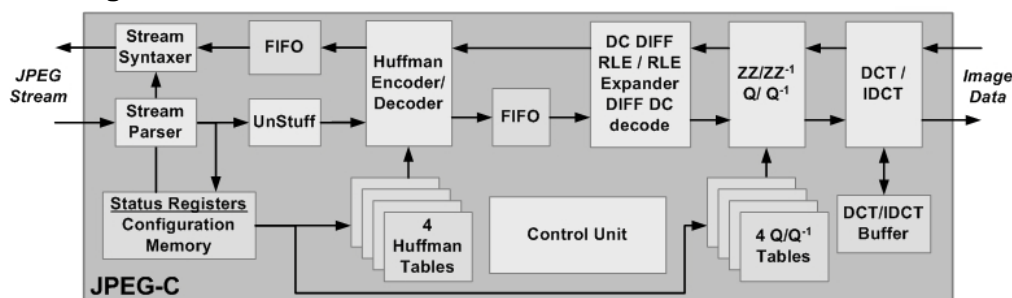 Stream
Syntaxer
FIFO
Huffman
Encoder/
Decoder
DC DIFF
RLE / RLE
Expander
DIFF DC
decode
ZZ/ZZ⁻¹
Q/ Q⁻¹
DCT /
IDCT
JPEG
Stream
Image
Data
Stream
Parser
UnStuff
FIFO
Status Registers
Configuration
Memory
4
Huffman
Tables
Control Unit
4 Q/Q⁻¹
Tables
DCT/IDCT
Buffer
JPEG-C